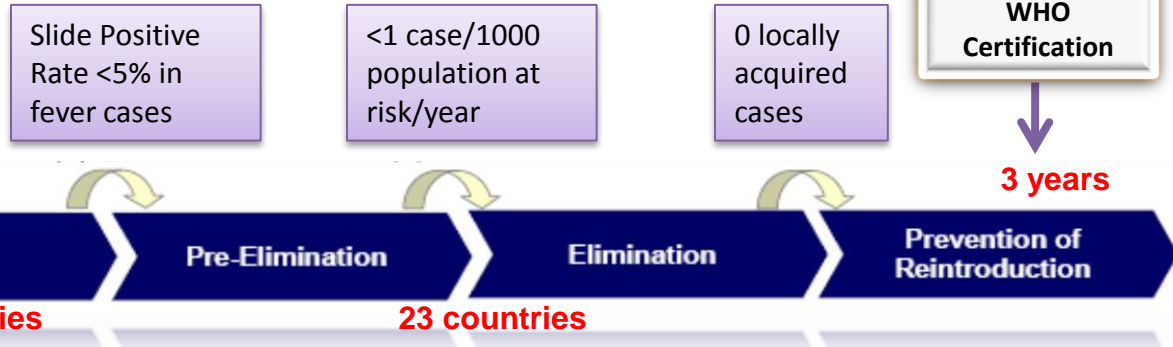 WHO
Certification
Slide Positive
Rate <5% in
fever cases
<1 case/1000
population at
risk/year
0 locally
acquired
cases
3 years
Pre-Elimination
Elimination
Prevention of
Reintroduction
ies
23 countries